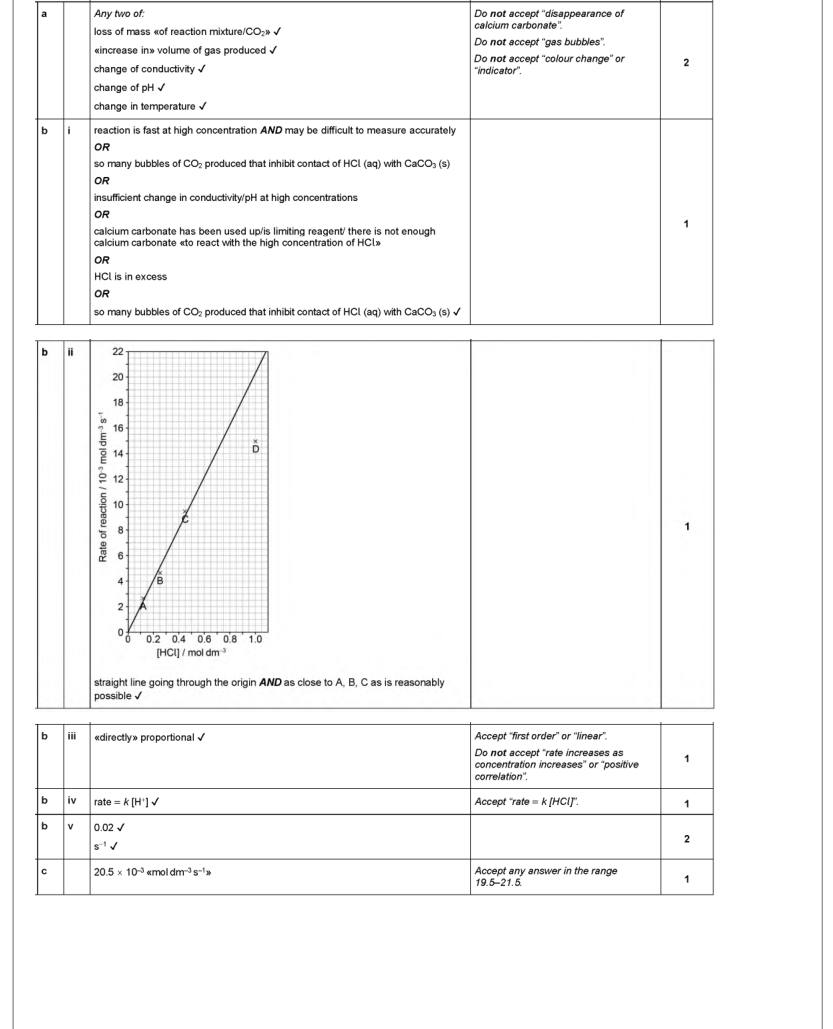 a
Any two of:
loss of mass «of reaction mixture/CO₂» ✓
«increase in» volume of gas produced ✓
change of conductivity ✓
change of pH ✓
change in temperature ✓
Do not accept “disappearance of
calcium carbonate”.
Do not accept “gas bubbles”.
Do not accept “colour change” or
“indicator”.
2
b i
reaction is fast at high concentration AND may be difficult to measure accurately
OR
so many bubbles of CO₂ produced that inhibit contact of HCl (aq) with CaCO₃ (s)
OR
insufficient change in conductivity/pH at high concentrations
OR
calcium carbonate has been used up/is limiting reagent/ there is not enough
calcium carbonate «to react with the high concentration of HCl»
OR
HCl is in excess
OR
so many bubbles of CO₂ produced that inhibit contact of HCl (aq) with CaCO₃ (s) ✓
1
b ii
Rate of reaction / 10⁻³ mol dm⁻³ s⁻¹
22
20
18
16
14
12
10
8
6
4
2
0
D
C
B
A
0 0.2 0.4 0.6 0.8 1.0
[HCl] / mol dm⁻³
straight line going through the origin AND as close to A, B, C as is reasonably
possible ✓
1
b iii
«directly» proportional ✓
Accept “first order” or “linear”.
Do not accept “rate increases as
concentration increases” or “positive
correlation”.
1
b iv
rate = k [H⁺] ✓
Accept “rate = k [HCl]”.
1
b v
0.02 ✓
s⁻¹ ✓
2
c
20.5 × 10⁻³ «mol dm⁻³ s⁻¹»
Accept any answer in the range
19.5–21.5.
1